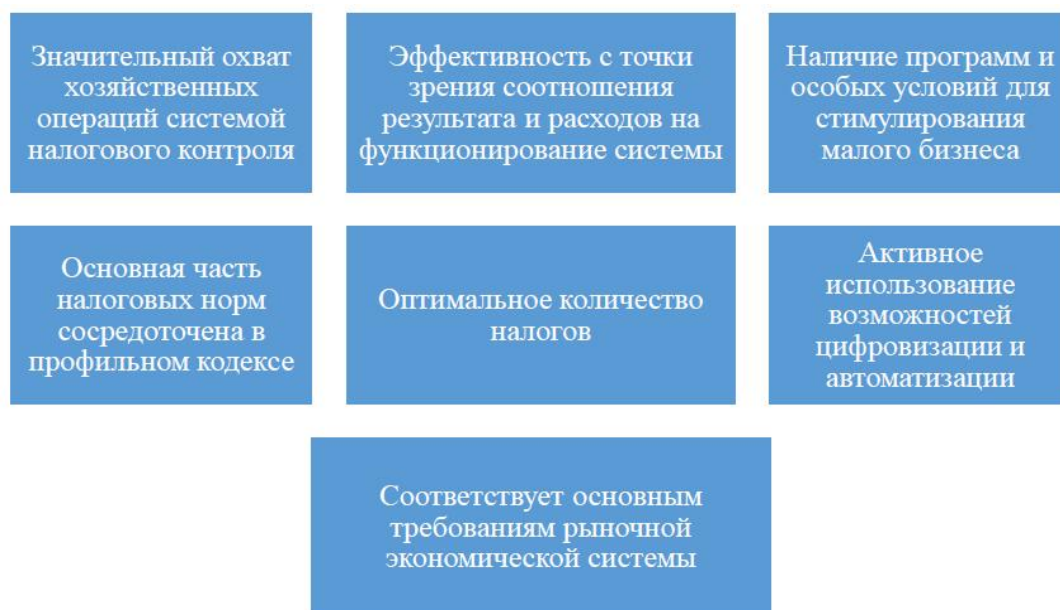 Значительный охват
хозяйственных
операций системой
налогового контроля
Эффективность с точки
зрения соотношения
результата и расходов на
функционирование системы
Наличие программ и
особых условий для
стимулирования
малого бизнеса
Основная часть
налоговых норм
сосредоточена в
профильном кодексе
Оптимальное количество
налогов
Активное
использование
возможностей
цифровизации и
автоматизации
Соответствует основным
требованиям рыночной
экономической системы